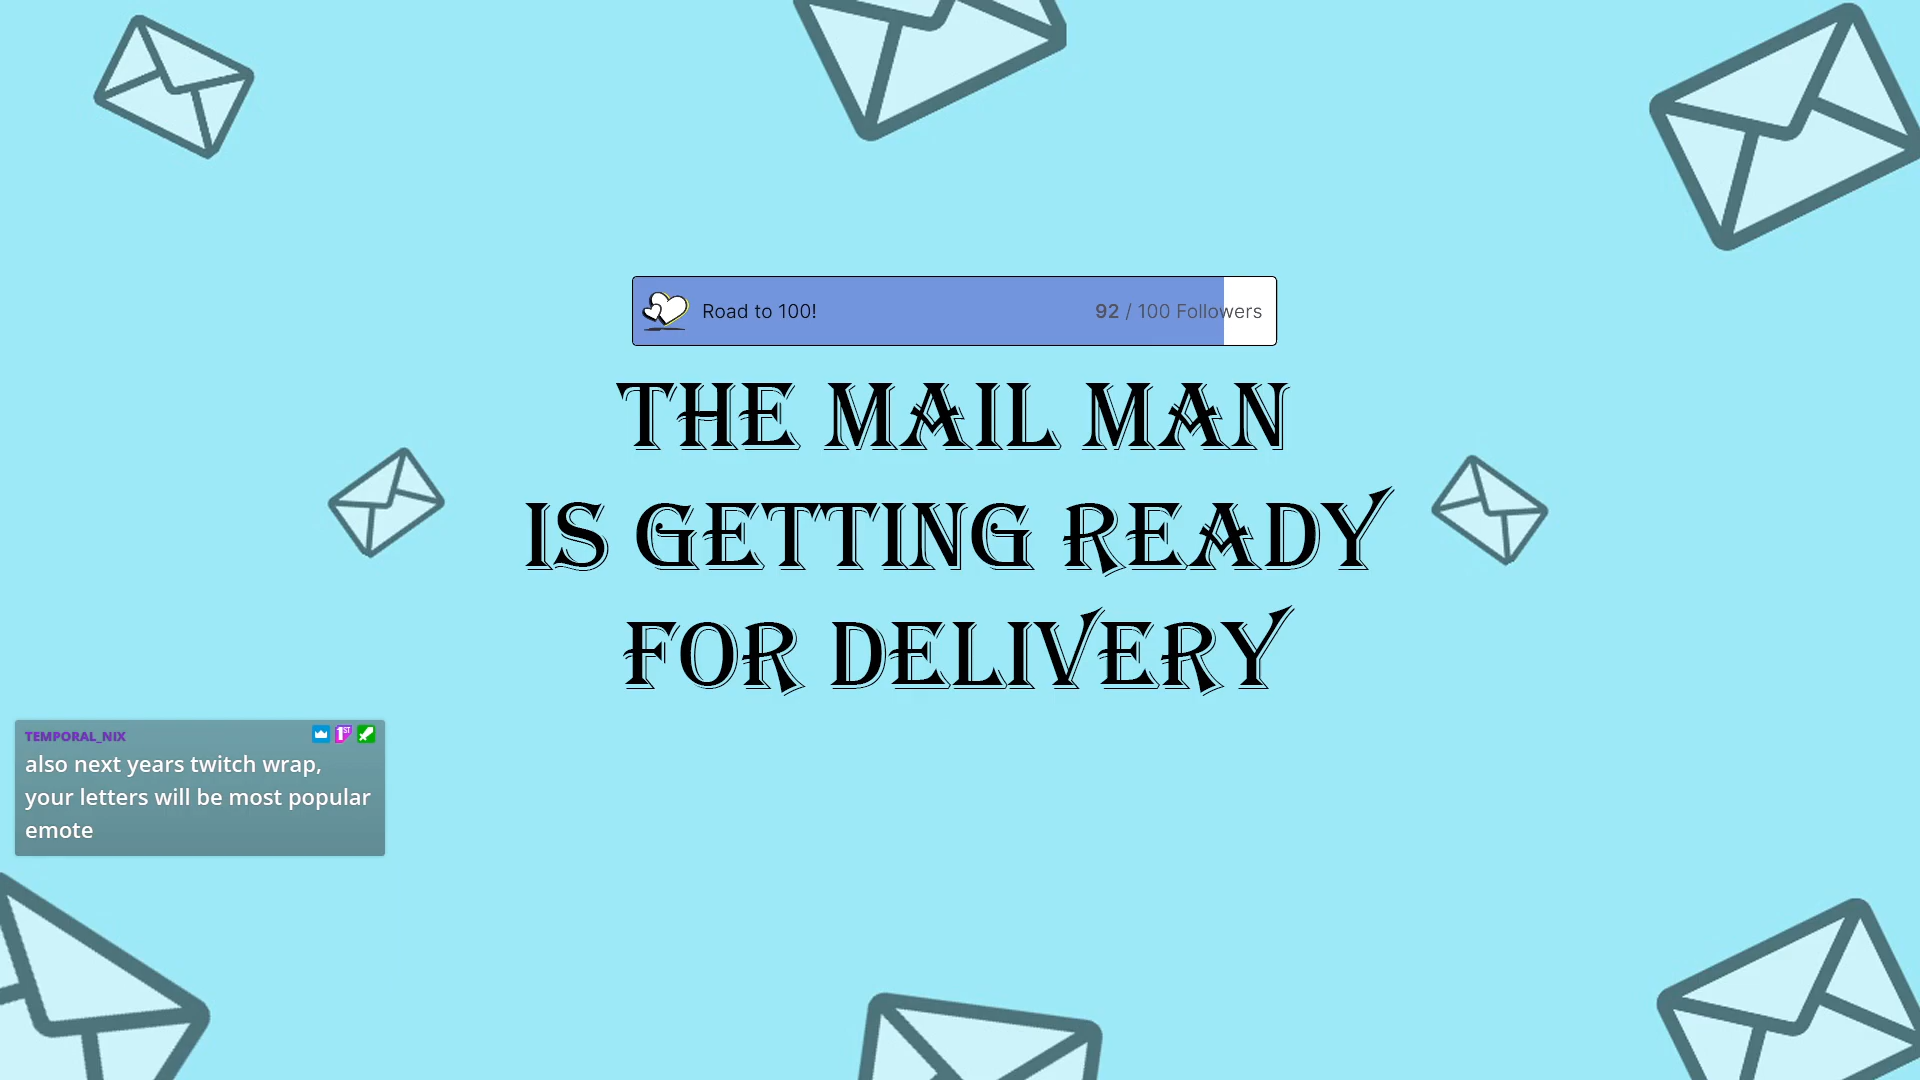 Road to 100! 92 / 100 Followers
THE MAIL MAN
IS GETTING READY
FOR DELIVERY
TEMPORAL_NIX 1ST
also next years twitch wrap,
your letters will be most popular
emote